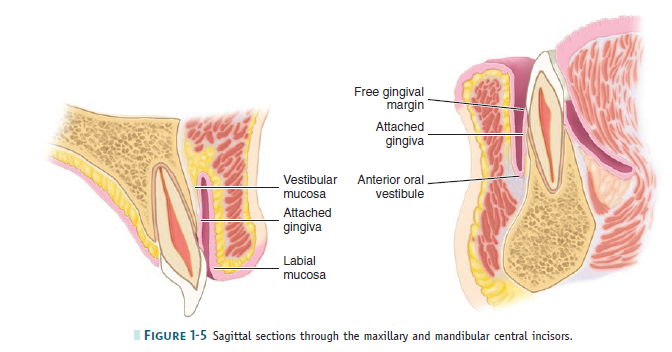 Free gingival
margin
Attached
gingiva
Vestibular
mucosa
Anterior oral
vestibule
Attached
gingiva
Labial
mucosa
FIGURE 1-5 Sagittal sections through the maxillary and mandibular central incisors.